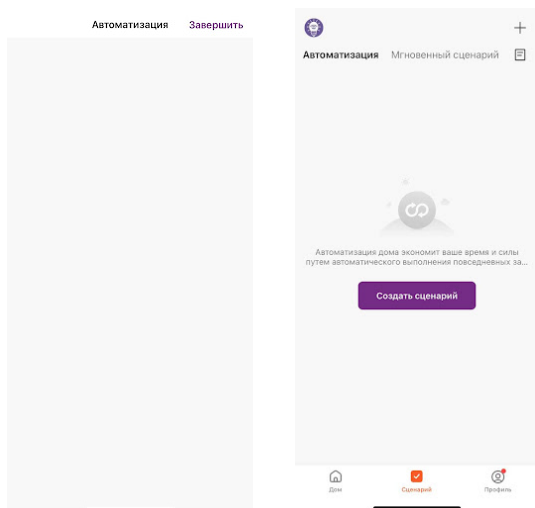 Автоматизация Завершить
Автоматизация Мгновенный сценарий
Автоматизация дома экономит ваше время и силы
путем автоматического выполнения повседневных за...
Создать сценарий
Дом Сценарий Профиль